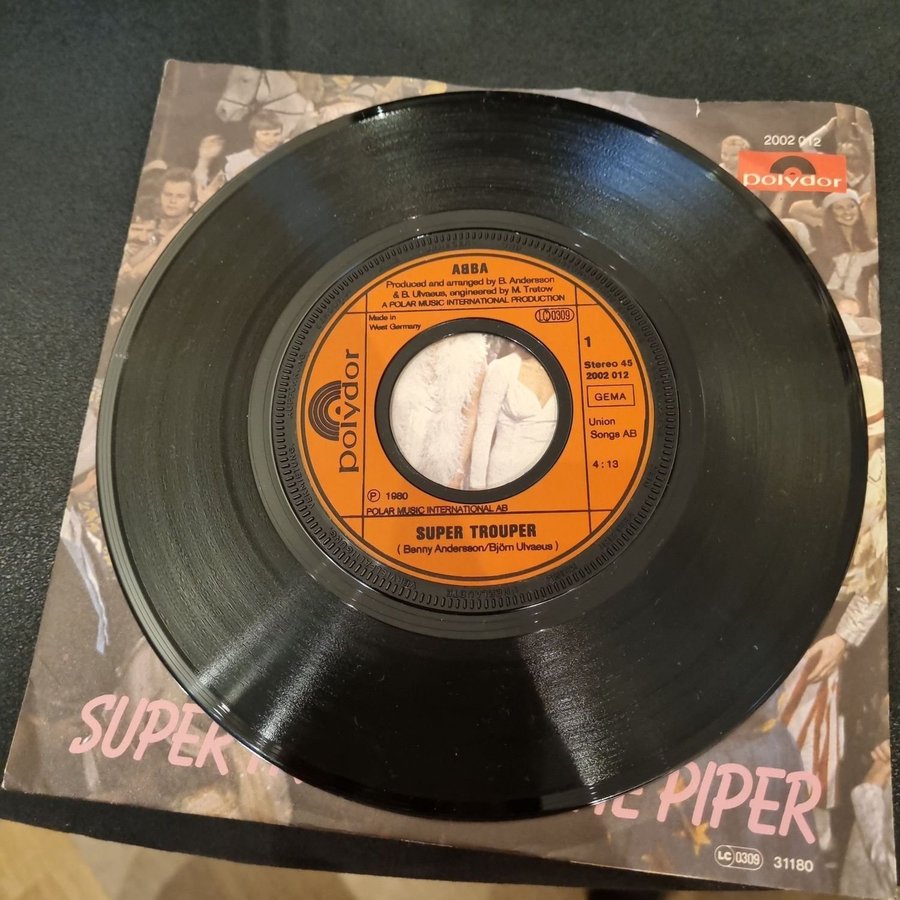 2002 012
polydor
ABBA
Produced and arranged by B. Andersson
& B. Ulvaeus, engineered by M. Tretow
A POLAR MUSIC INTERNATIONAL PRODUCTION
Made in
West Germany
LC 0309
1
Stereo 45
2002 012
GEMA
Union
Songs AB
4:13
polydor
℗ 1980
POLAR MUSIC INTERNATIONAL AB
SUPER TROUPER
(Benny Andersson/Björn Ulvaeus)
SUPER
PIPER
LC 0309 31180